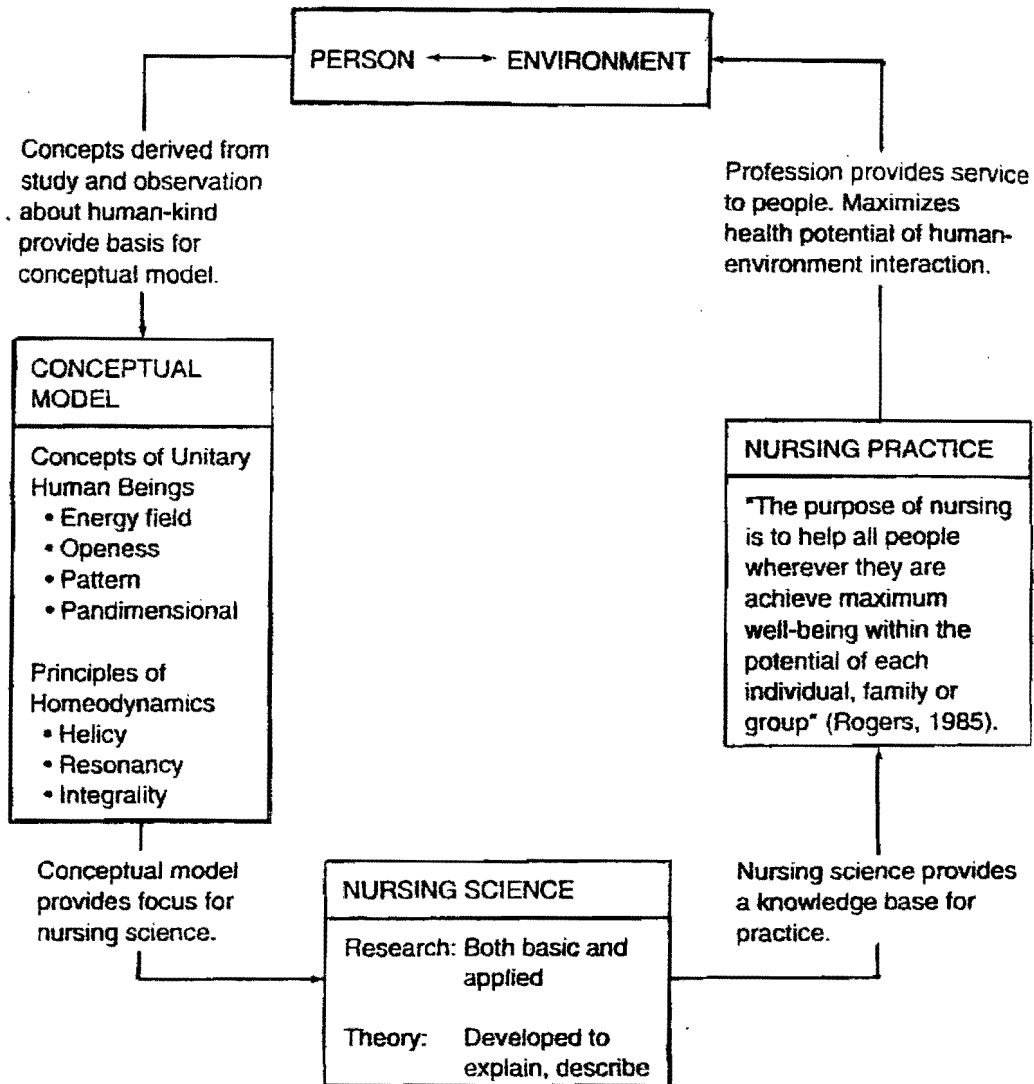 PERSON ⟷ ENVIRONMENT
Concepts derived from
study and observation
about human-kind
provide basis for
conceptual model.
Profession provides service
to people. Maximizes
health potential of human-
environment interaction.
CONCEPTUAL
MODEL
Concepts of Unitary
Human Beings
• Energy field
• Openess
• Pattern
• Pandimensional
Principles of
Homeodynamics
• Helicy
• Resonancy
• Integrality
NURSING PRACTICE
"The purpose of nursing
is to help all people
wherever they are
achieve maximum
well-being within the
potential of each
individual, family or
group" (Rogers, 1985).
Conceptual model
provides focus for
nursing science.
NURSING SCIENCE
Research: Both basic and
applied
Theory: Developed to
explain, describe
Nursing science provides
a knowledge base for
practice.